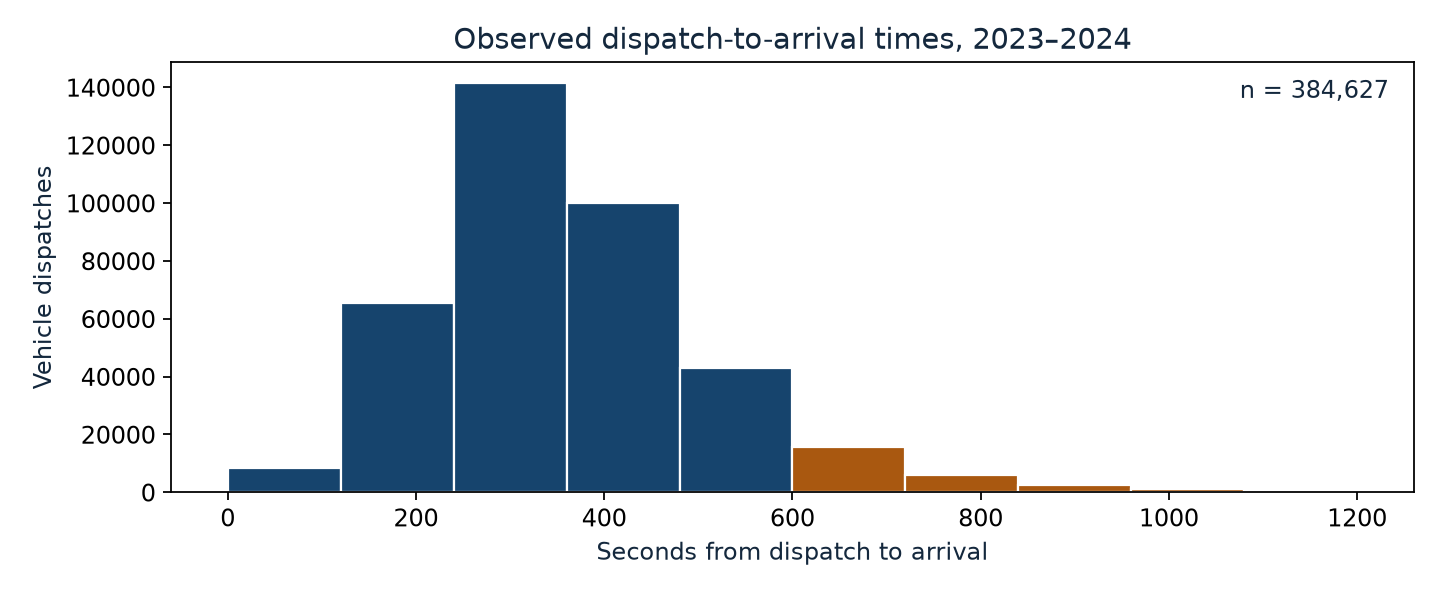 Observed dispatch-to-arrival times, 2023–2024
n = 384,627
Vehicle dispatches
140000
120000
100000
80000
60000
40000
20000
0
0 200 400 600 800 1000 1200
Seconds from dispatch to arrival